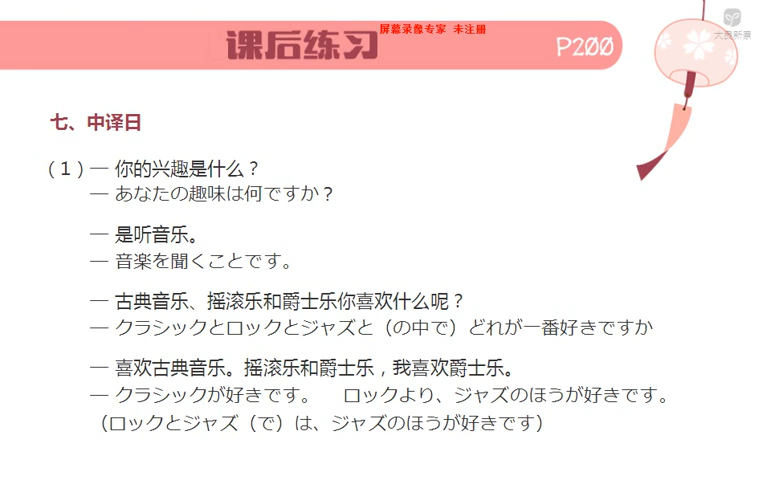 屏幕录像专家 未注册
课后练习
P200
大良新意
七、中译日
(1) — 你的兴趣是什么？
— あなたの趣味は何ですか？
— 是听音乐。
— 音楽を聞くことです。
— 古典音乐、摇滚乐和爵士乐你喜欢什么呢？
— クラシックとロックとジャズと（の中で）どれが一番好きですか
— 喜欢古典音乐。摇滚乐和爵士乐，我喜欢爵士乐。
— クラシックが好きです。 ロックより、ジャズのほうが好きです。
（ロックとジャズ（で）は、ジャズのほうが好きです）